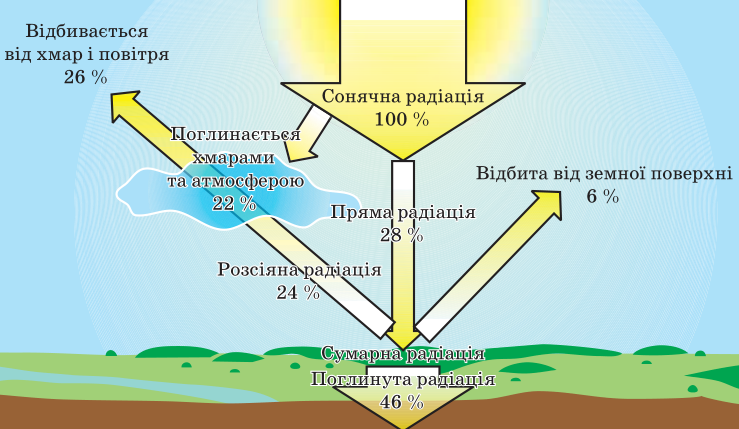 Відбивається
від хмар і повітря
26 %
Сонячна радіація
100 %
Поглинається
хмарами
та атмосферою
22 %
Відбита від земної поверхні
6 %
Пряма радіація
28 %
Розсіяна радіація
24 %
Сумарна радіація
Поглинута радіація
46 %